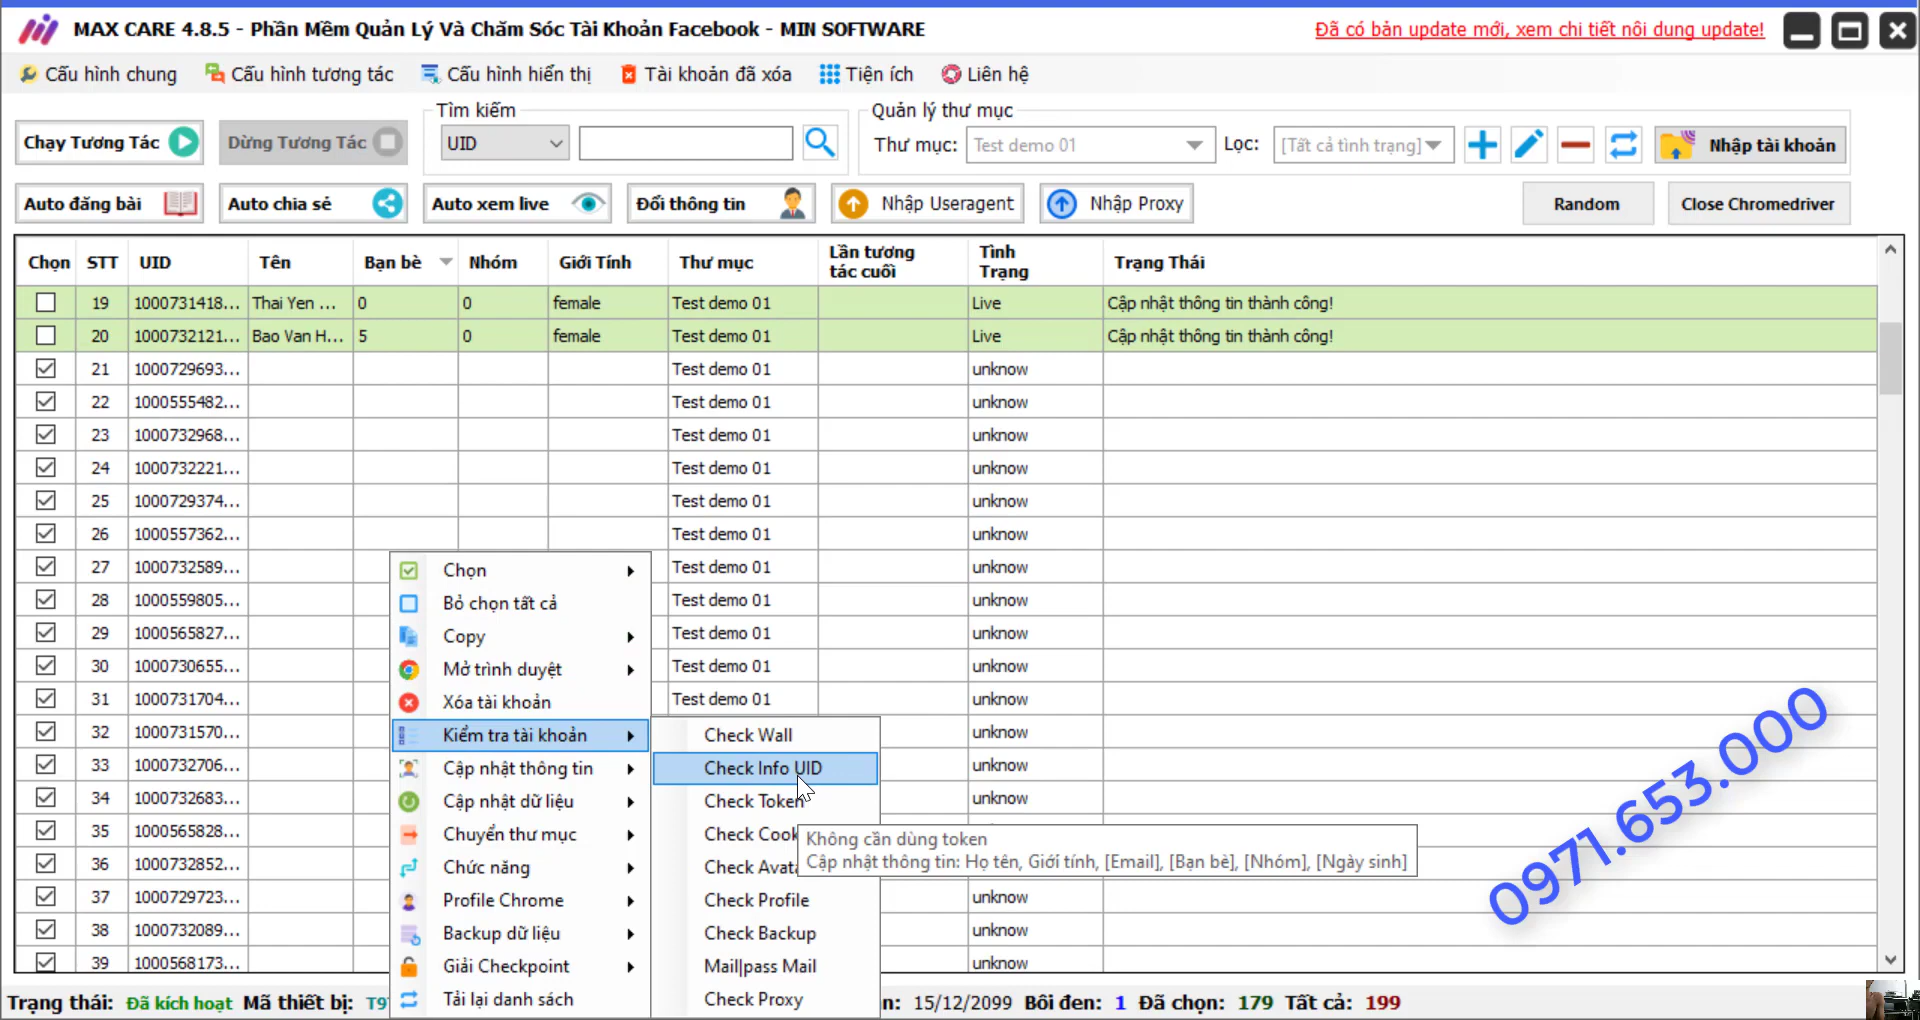 MAX CARE 4.8.5 - Phần Mềm Quản Lý Và Chăm Sóc Tài Khoản Facebook - MIN SOFTWARE
Đã có bản update mới, xem chi tiết nội dung update!
Cấu hình chung Cấu hình tương tác Cấu hình hiển thị Tài khoản đã xóa Tiện ích Liên hệ
Tìm kiếm Quản lý thư mục
Chạy Tương Tác Dừng Tương Tác UID Thư mục: Test demo 01 Lọc: [Tất cả tình trạng] Nhập tài khoản
Auto đăng bài Auto chia sẻ Auto xem live Đổi thông tin Nhập Useragent Nhập Proxy Random Close Chromedriver
Chọn STT UID Tên Bạn bè Nhóm Giới Tính Thư mục Lần tương tác cuối Tình Trạng Trạng Thái
19 1000731418... Thai Yen ... 0 0 female Test demo 01 Live Cập nhật thông tin thành công!
20 1000732121... Bao Van H... 5 0 female Test demo 01 Live Cập nhật thông tin thành công!
21 1000729693... Test demo 01 unknow
22 1000555482... Test demo 01 unknow
23 1000732968... Test demo 01 unknow
24 1000732221... Test demo 01 unknow
25 1000729374... Test demo 01 unknow
26 1000557362... Test demo 01 unknow
27 1000732589... Test demo 01 unknow
28 1000559805... Test demo 01 unknow
29 1000565827... Test demo 01 unknow
30 1000730655... Test demo 01 unknow
31 1000731704... Test demo 01 unknow
32 1000731570... unknow
33 1000732706... unknow
34 1000732683... unknow
35 1000565828...
36 1000732852...
37 1000729723... unknow
38 1000732089... unknow
39 1000568173... unknow
Chọn
Bỏ chọn tất cả
Copy
Mở trình duyệt
Xóa tài khoản
Kiểm tra tài khoản
Cập nhật thông tin
Cập nhật dữ liệu
Chuyển thư mục
Chức năng
Profile Chrome
Backup dữ liệu
Giải Checkpoint
Tải lại danh sách
Check Wall
Check Info UID
Check Token
Check Cook
Check Avata
Check Profile
Check Backup
Mail|pass Mail
Check Proxy
Không cần dùng token
Cập nhật thông tin: Họ tên, Giới tính, [Email], [Bạn bè], [Nhóm], [Ngày sinh]
0971.653.000
Trạng thái: Đã kích hoạt Mã thiết bị: 15/12/2099 Bôi đen: 1 Đã chọn: 179 Tất cả: 199